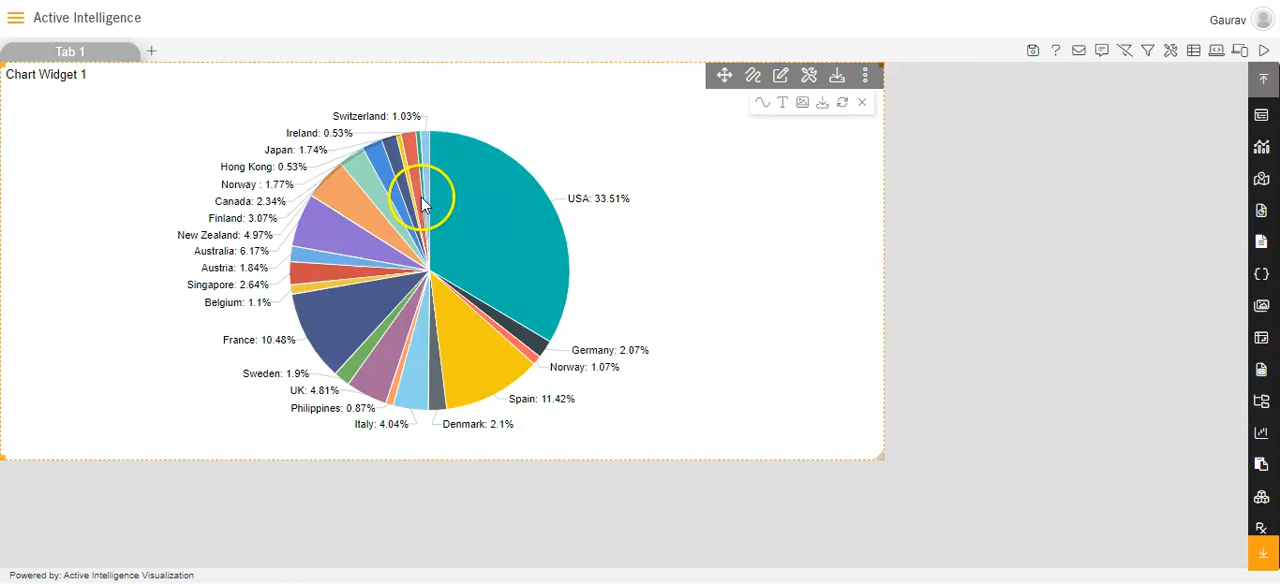 Active Intelligence
Gaurav
Tab 1
Chart Widget 1
Switzerland: 1.03%
Ireland: 0.53%
Japan: 1.74%
Hong Kong: 0.53%
Norway : 1.77%
Canada: 2.34%
Finland: 3.07%
New Zealand: 4.97%
Australia: 6.17%
Austria: 1.84%
Singapore: 2.64%
Belgium: 1.1%
France: 10.48%
Sweden: 1.9%
UK: 4.81%
Philippines: 0.87%
Italy: 4.04%
USA: 33.51%
Germany: 2.07%
Norway: 1.07%
Spain: 11.42%
Denmark: 2.1%
Powered by: Active Intelligence Visualization